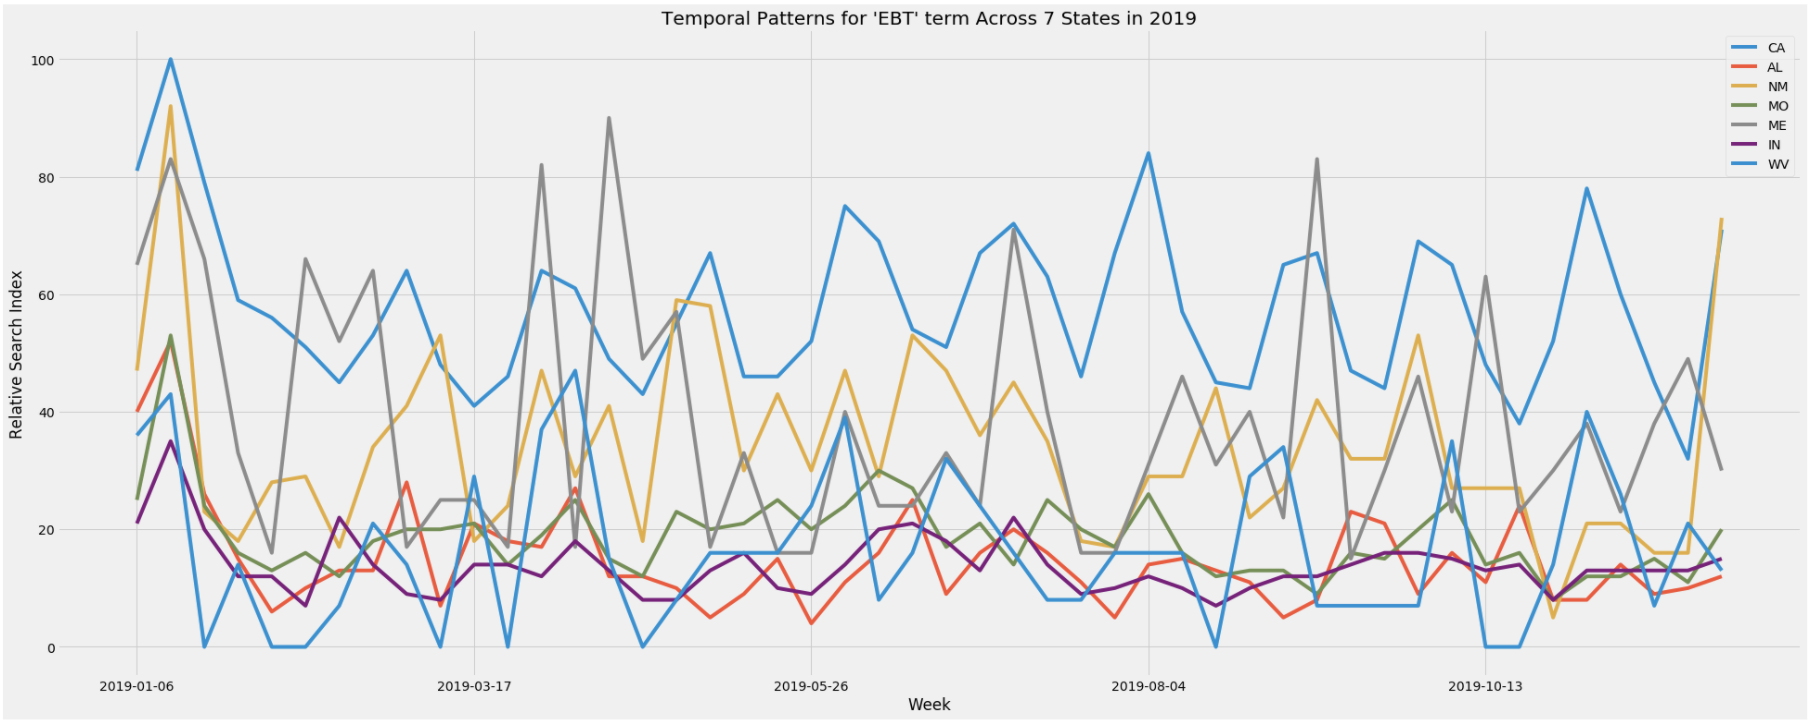 Temporal Patterns for 'EBT' term Across 7 States in 2019
CA
AL
NM
MO
ME
IN
WV
Relative Search Index
100
80
60
40
20
0
2019-01-06
2019-03-17
2019-05-26
2019-08-04
2019-10-13
Week